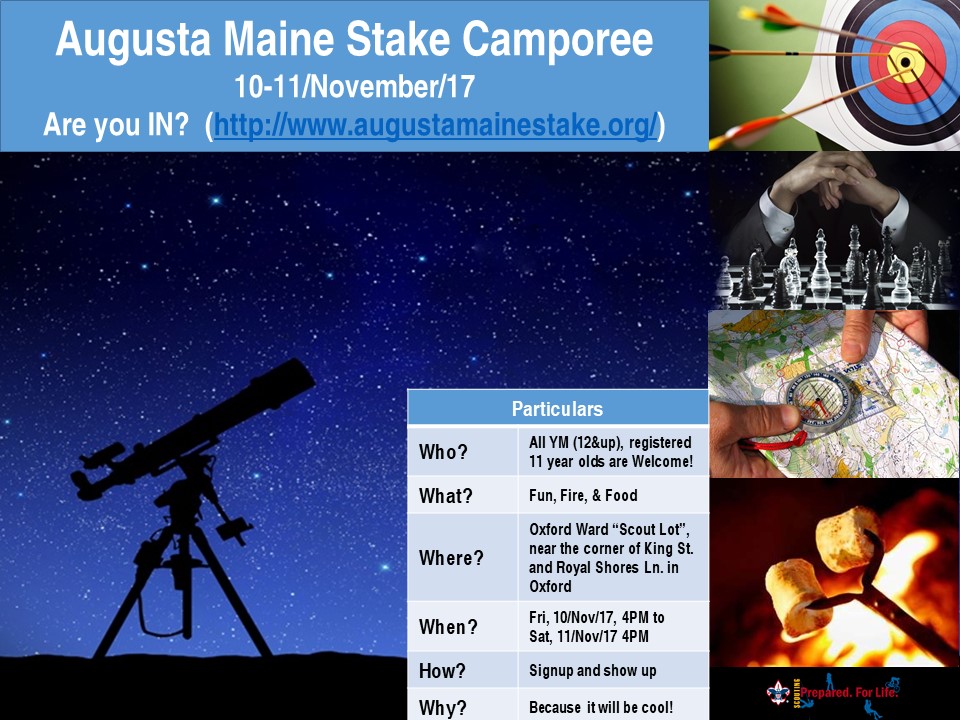 Augusta Maine Stake Camporee
10-11/November/17
Are you IN?  (http://www.augustamainestake.org/)
Particulars
Who?
All YM (12&up), registered
11 year olds are Welcome!
What?
Fun, Fire, & Food
Where?
Oxford Ward “Scout Lot”,
near the corner of King St.
and Royal Shores Ln. in
Oxford
When?
Fri, 10/Nov/17, 4PM to
Sat, 11/Nov/17 4PM
How?
Signup and show up
Why?
Because it will be cool!
SCOUTING
Prepared. For Life.